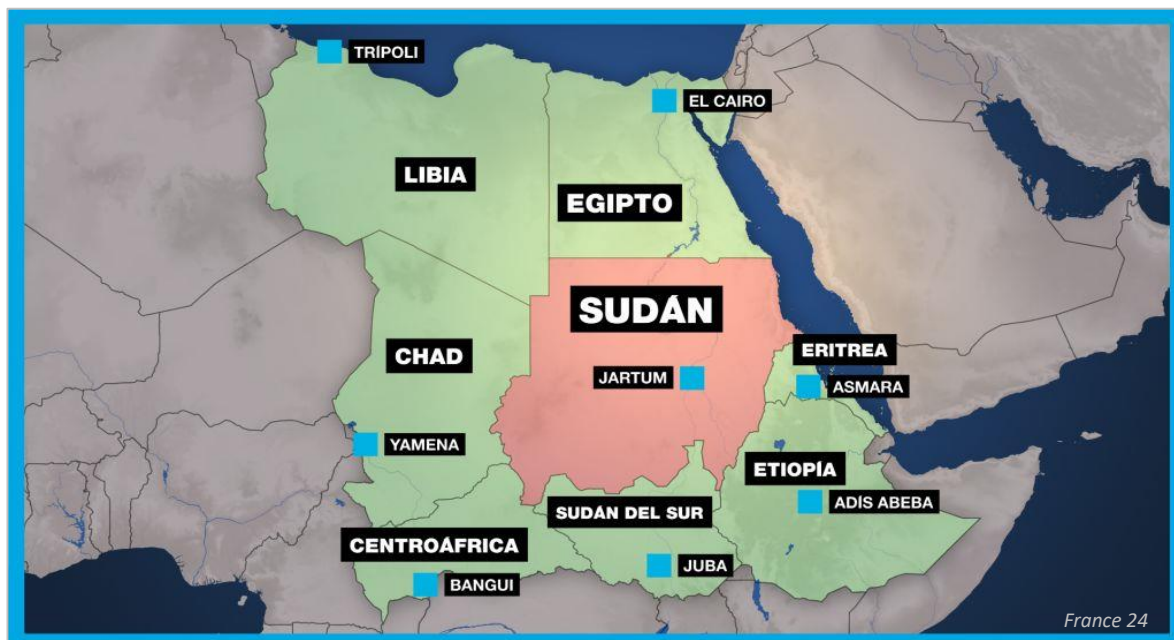 TRÍPOLI
EL CAIRO
LIBIA
EGIPTO
SUDÁN
CHAD
ERITREA
JARTUM
ASMARA
YAMENA
ETIOPÍA
ADÍS ABEBA
SUDÁN DEL SUR
CENTROÁFRICA
JUBA
BANGUI
France 24